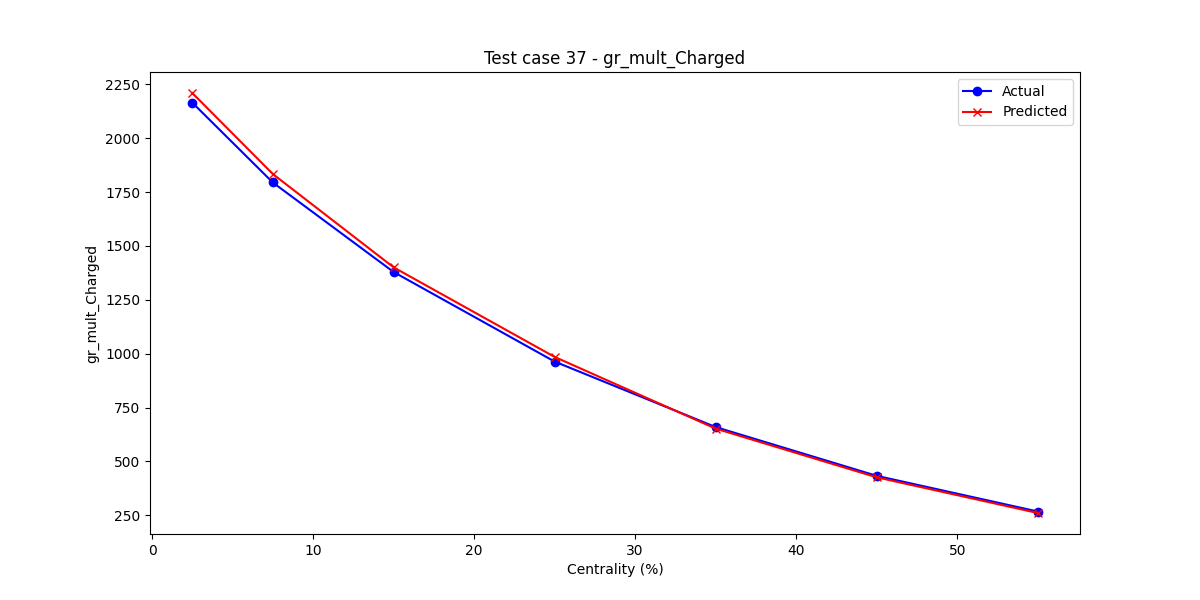 Test case 37 - gr_mult_Charged
Actual
Predicted
gr_mult_Charged
2250
2000
1750
1500
1250
1000
750
500
250
0 10 20 30 40 50
Centrality (%)